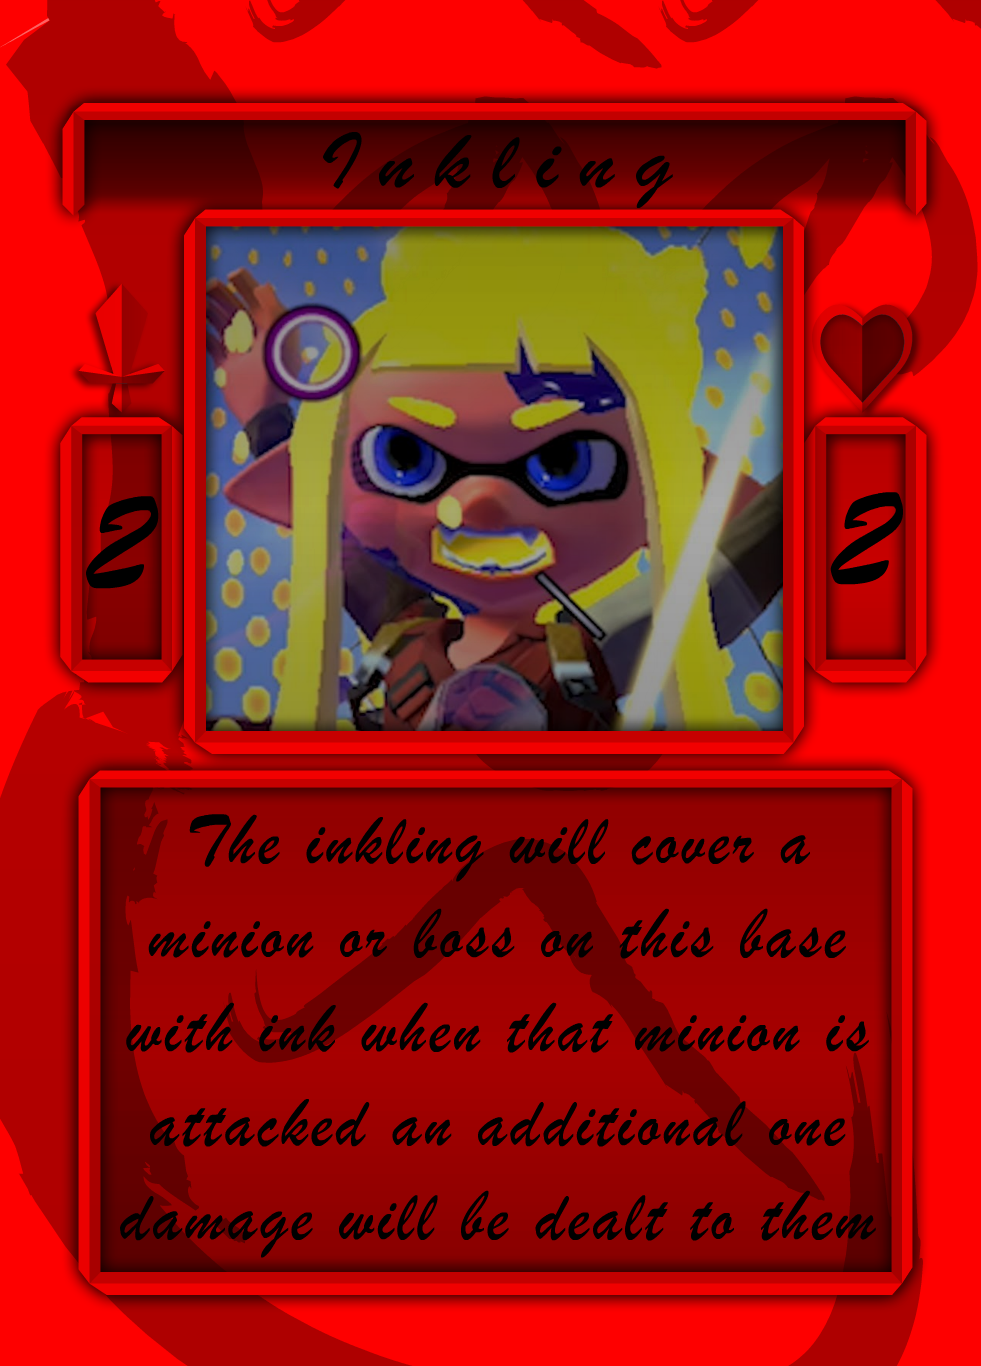 Inkling
2
2
The inkling will cover a
minion or boss on this base
with ink when that minion is
attacked an additional one
damage will be dealt to them